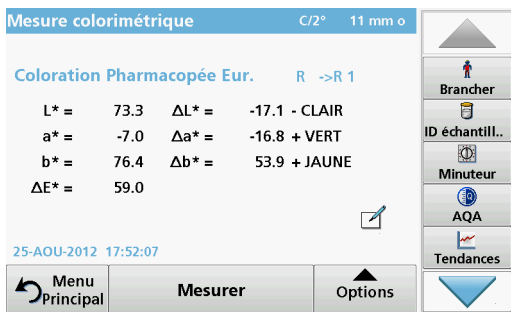 Mesure colorimétrique C/2° 11 mm o
Coloration Pharmacopée Eur. R ->R 1
L* = 73.3 ΔL* = -17.1 - CLAIR
a* = -7.0 Δa* = -16.8 + VERT
b* = 76.4 Δb* = 53.9 + JAUNE
ΔE* = 59.0
25-AOU-2012 17:52:07
Menu
Principal
Mesurer
Options
Brancher
ID échantill..
Minuteur
AQA
Tendances